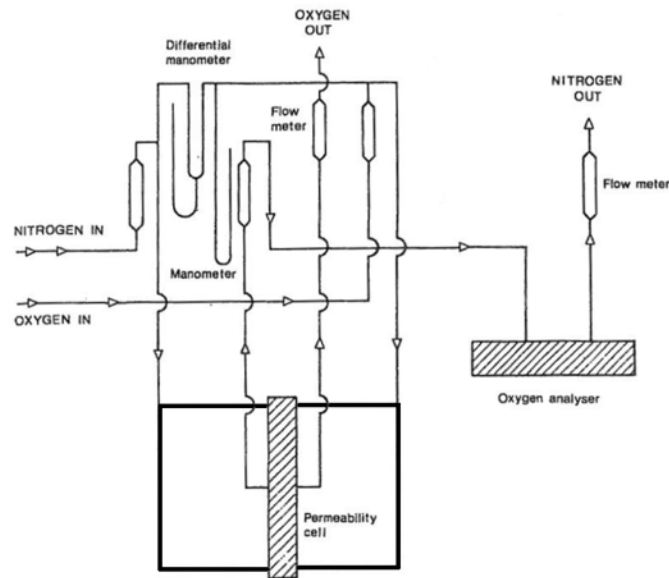 OXYGEN
OUT
Differential
manometer
NITROGEN
OUT
Flow
meter
Flow meter
NITROGEN IN
Manometer
OXYGEN IN
Oxygen analyser
Permeability
cell